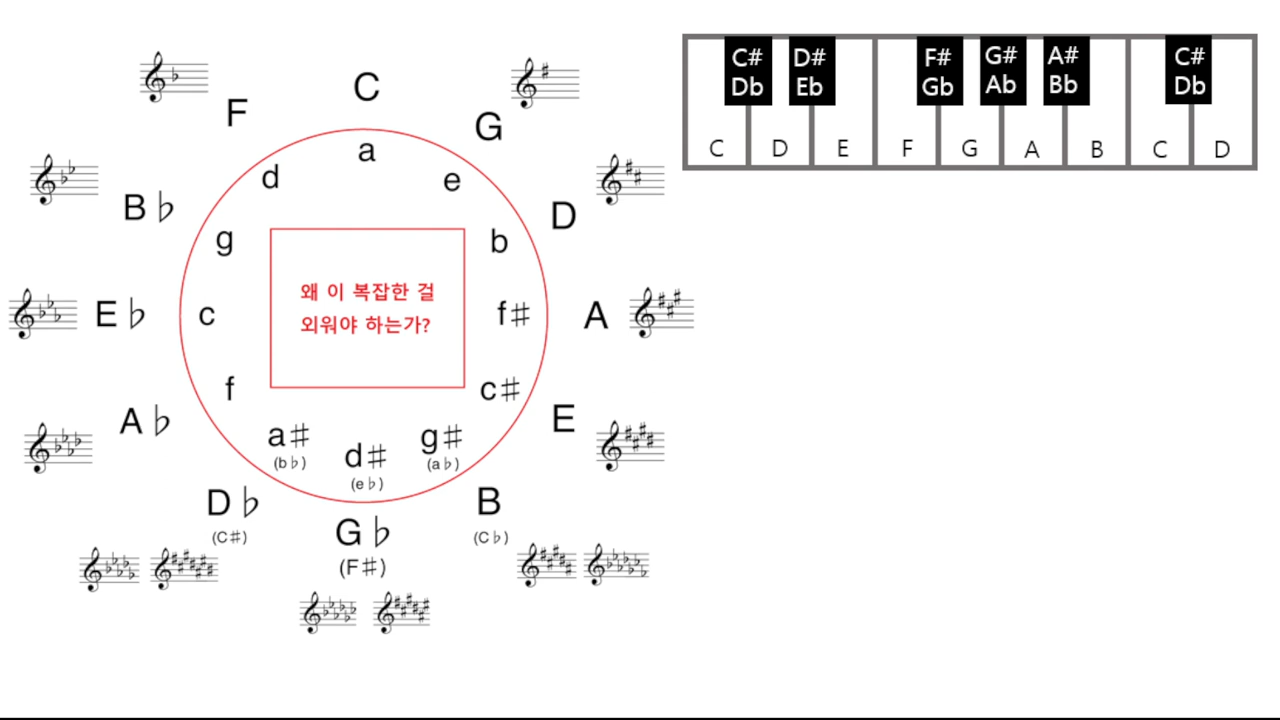 C
G
D
A
E
B
(C♭)
G♭
(F♯)
D♭
(C♯)
A♭
E♭
B♭
F
a
e
b
f♯
c♯
g♯
(a♭)
d♯
(e♭)
a♯
(b♭)
f
c
g
d
왜 이 복잡한 걸
외워야 하는가?
C# D# F# G# A# C#
Db Eb Gb Ab Bb Db
C D E F G A B C D